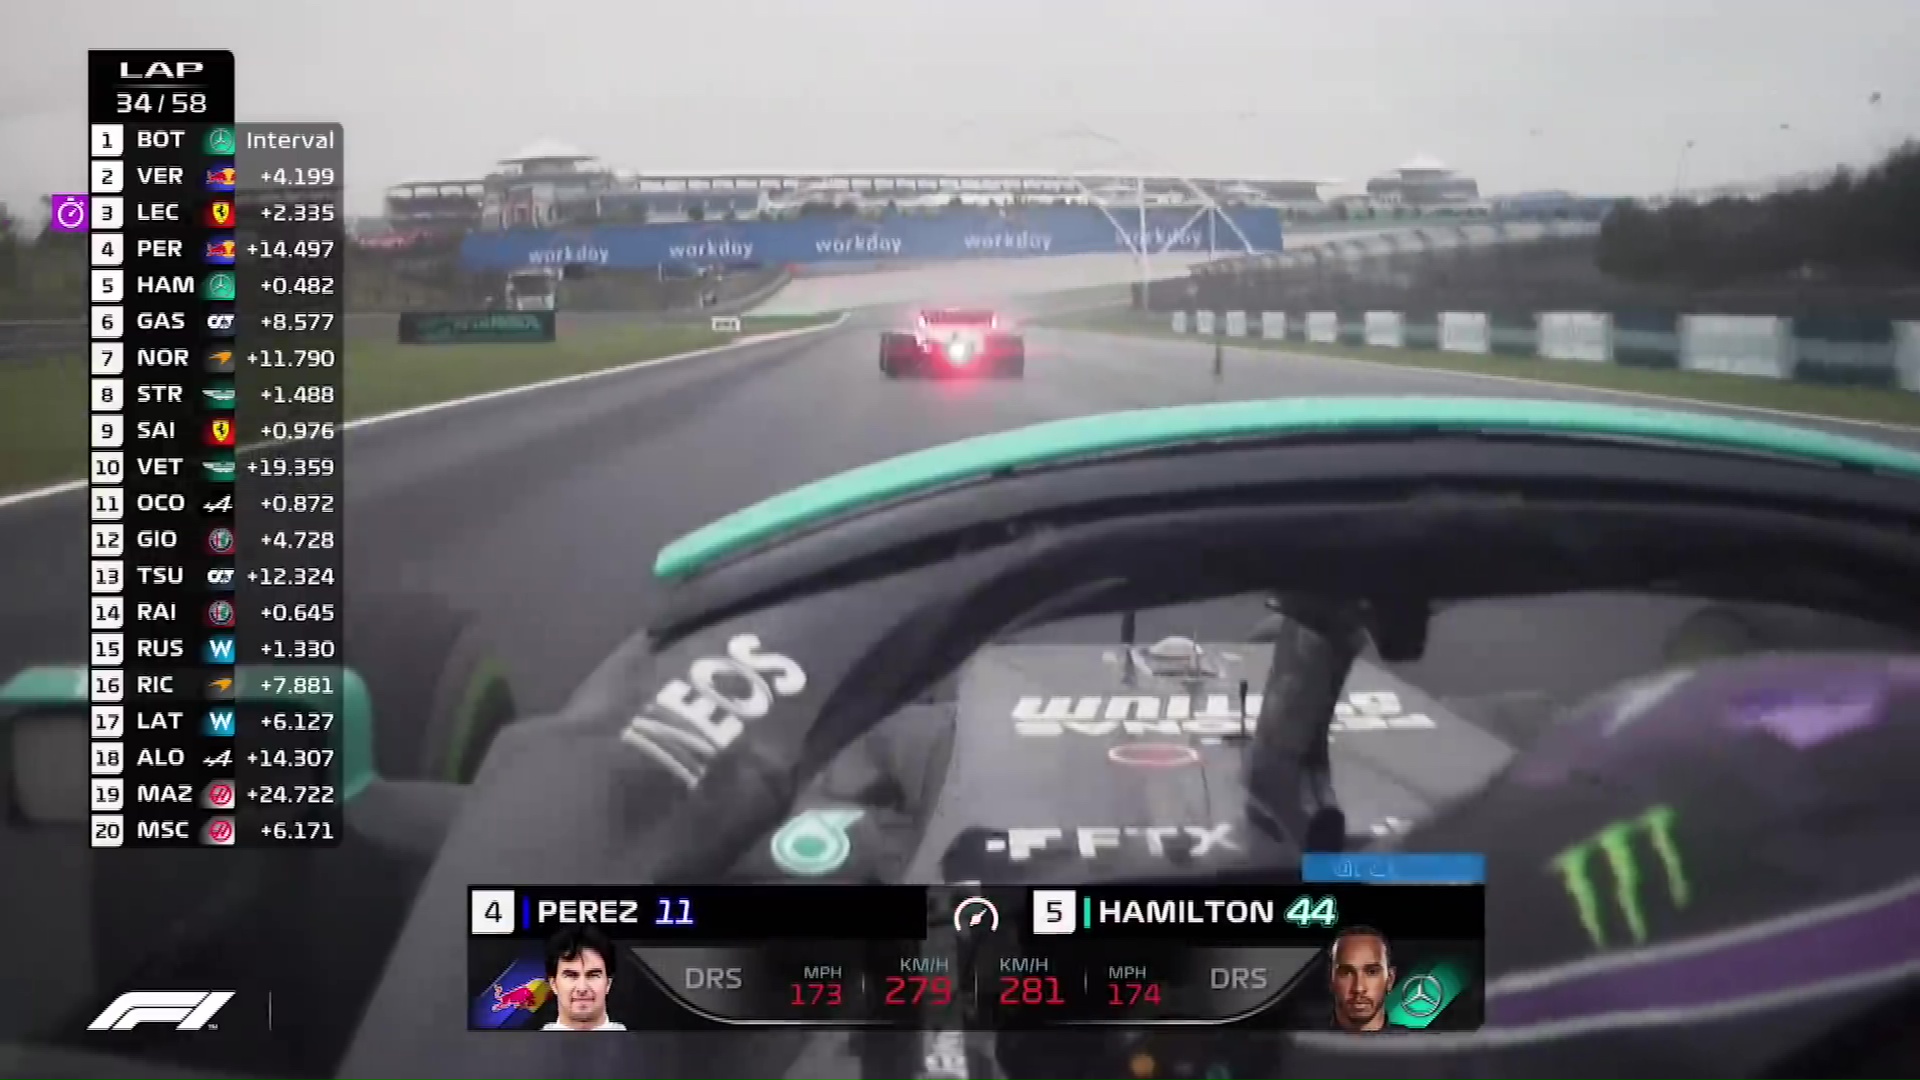 LAP
34/58
1 BOT Interval
2 VER +4.199
3 LEC +2.335
4 PER +14.497
5 HAM +0.482
6 GAS +8.577
7 NOR +11.790
8 STR +1.488
9 SAI +0.976
10 VET +19.359
11 OCO +0.872
12 GIO +4.728
13 TSU +12.324
14 RAI +0.645
15 RUS W +1.330
16 RIC +7.881
17 LAT W +6.127
18 ALO +14.307
19 MAZ +24.722
20 MSC +6.171
workday workday workday workday workday
INEOS
FTX
4 PEREZ 11
5 HAMILTON 44
DRS MPH 173 KM/H 279
KM/H 281 MPH 174 DRS
F1